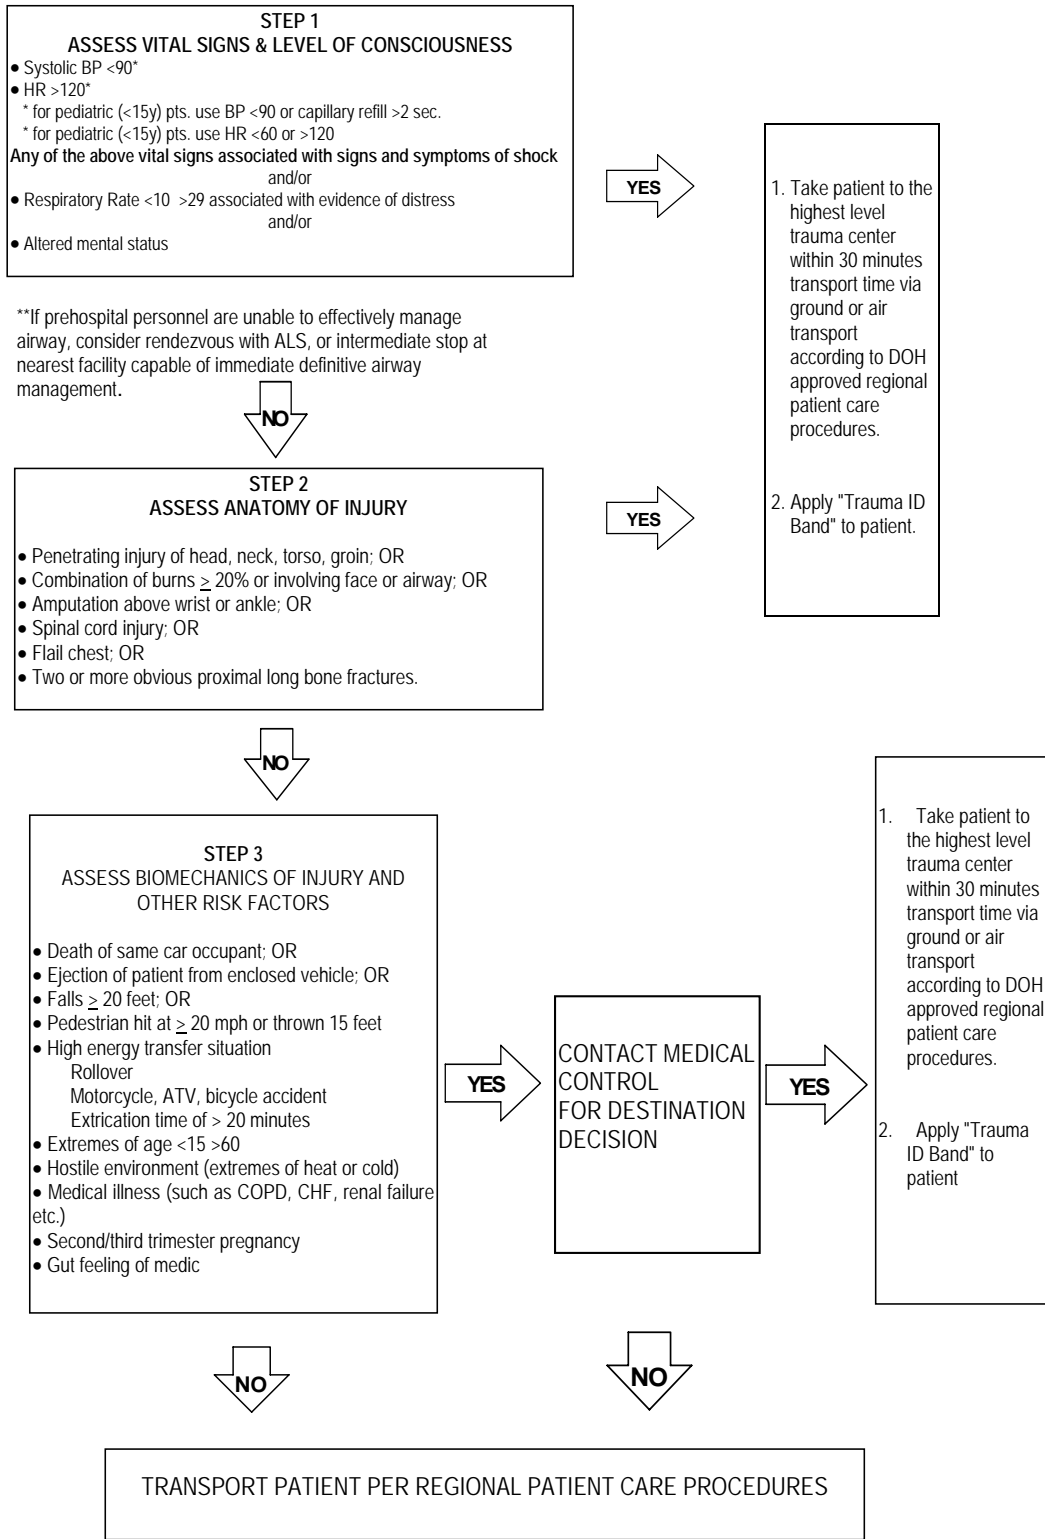 STEP 1
ASSESS VITAL SIGNS & LEVEL OF CONSCIOUSNESS
● Systolic BP <90*
● HR >120*
* for pediatric (<15y) pts. use BP <90 or capillary refill >2 sec.
* for pediatric (<15y) pts. use HR <60 or >120
Any of the above vital signs associated with signs and symptoms of shock
and/or
● Respiratory Rate <10 >29 associated with evidence of distress
and/or
● Altered mental status
YES
1. Take patient to the
highest level
trauma center
within 30 minutes
transport time via
ground or air
transport
according to DOH
approved regional
patient care
procedures.
2. Apply "Trauma ID
Band" to patient.
**If prehospital personnel are unable to effectively manage
airway, consider rendezvous with ALS, or intermediate stop at
nearest facility capable of immediate definitive airway
management.
NO
STEP 2
ASSESS ANATOMY OF INJURY
● Penetrating injury of head, neck, torso, groin; OR
● Combination of burns ≥ 20% or involving face or airway; OR
● Amputation above wrist or ankle; OR
● Spinal cord injury; OR
● Flail chest; OR
● Two or more obvious proximal long bone fractures.
YES
NO
STEP 3
ASSESS BIOMECHANICS OF INJURY AND
OTHER RISK FACTORS
● Death of same car occupant; OR
● Ejection of patient from enclosed vehicle; OR
● Falls ≥ 20 feet; OR
● Pedestrian hit at ≥ 20 mph or thrown 15 feet
● High energy transfer situation
Rollover
Motorcycle, ATV, bicycle accident
Extrication time of > 20 minutes
● Extremes of age <15 >60
● Hostile environment (extremes of heat or cold)
● Medical illness (such as COPD, CHF, renal failure
etc.)
● Second/third trimester pregnancy
● Gut feeling of medic
YES
CONTACT MEDICAL
CONTROL
FOR DESTINATION
DECISION
YES
1. Take patient to
the highest level
trauma center
within 30 minutes
transport time via
ground or air
transport
according to DOH
approved regional
patient care
procedures.
2. Apply "Trauma
ID Band" to
patient
NO
NO
TRANSPORT PATIENT PER REGIONAL PATIENT CARE PROCEDURES